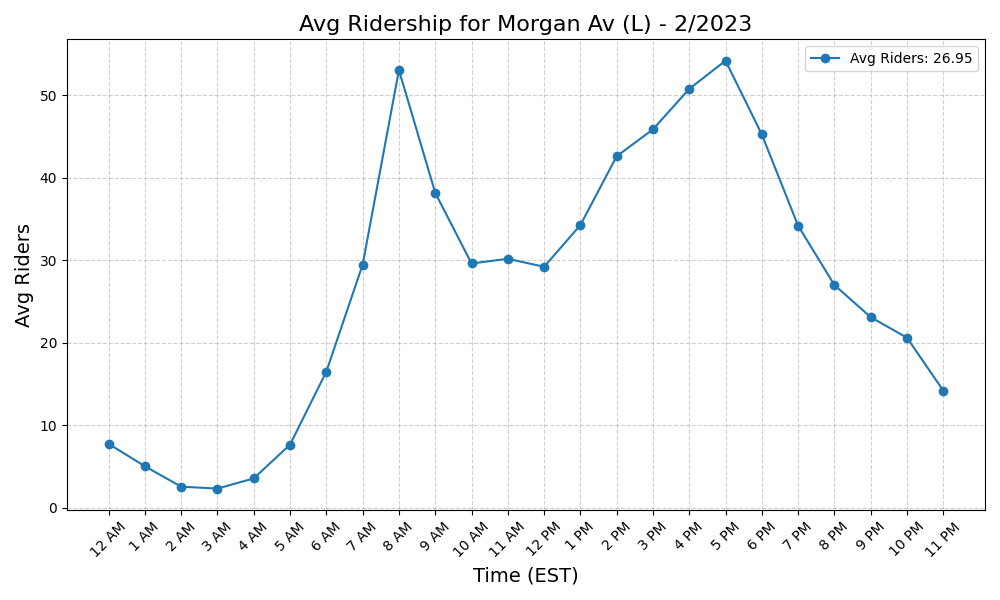 Avg Ridership for Morgan Av (L) - 2/2023
Avg Riders: 26.95
Avg Riders
50
40
30
20
10
0
12 AM
1 AM
2 AM
3 AM
4 AM
5 AM
6 AM
7 AM
8 AM
9 AM
10 AM
11 AM
12 PM
1 PM
2 PM
3 PM
4 PM
5 PM
6 PM
7 PM
8 PM
9 PM
10 PM
11 PM
Time (EST)